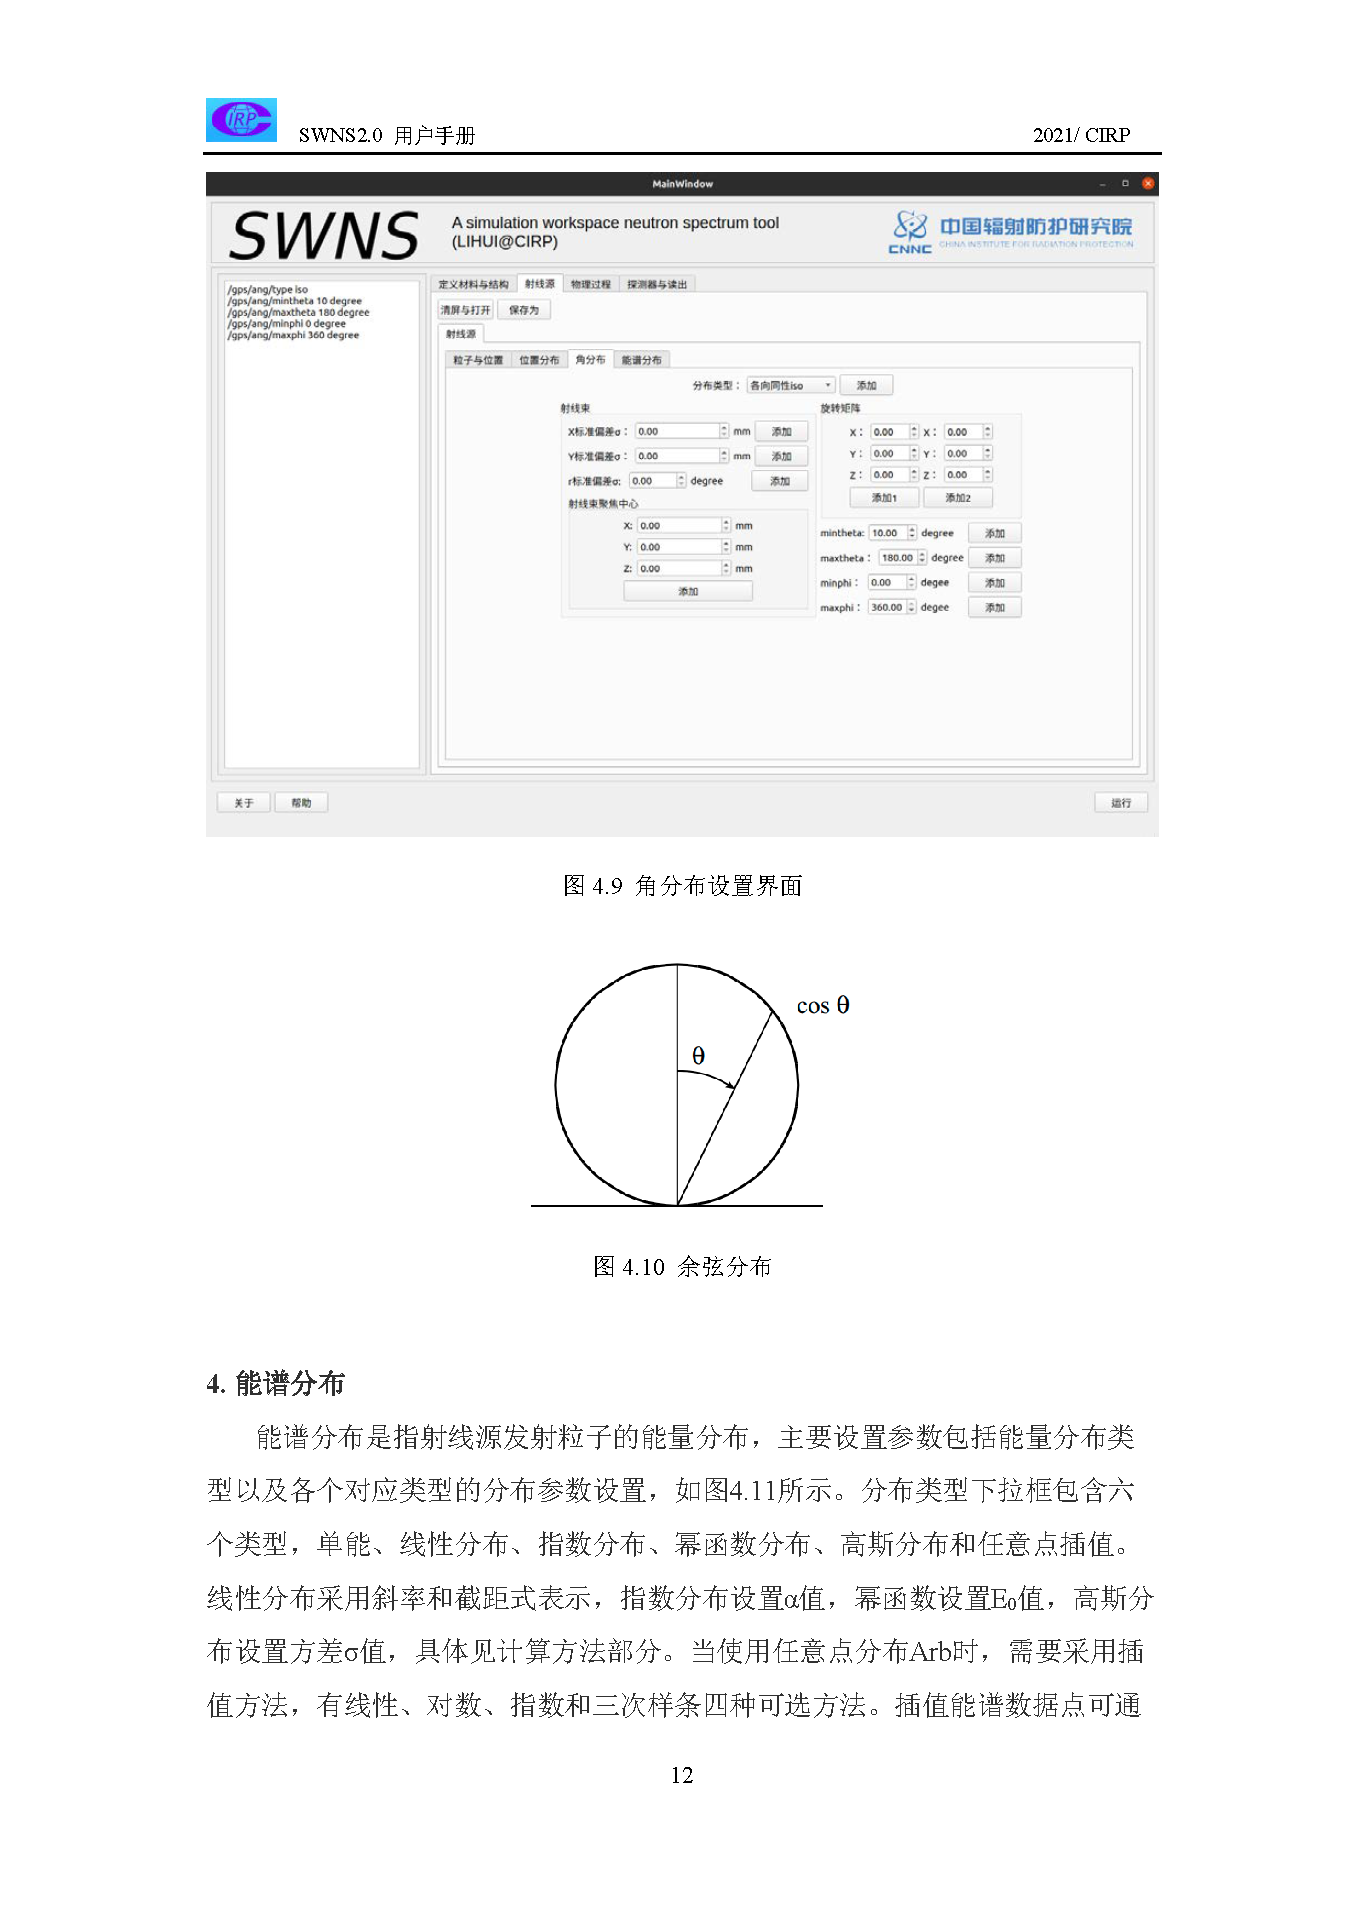 IRP
SWNS2.0 用户手册
2021/ CIRP
MainWindow
SWNS
A simulation workspace neutron spectrum tool
(LIHUI@CIRP)
CNNC
中国辐射防护研究院
CHINA INSTITUTE FOR RADIATION PROTECTION
/gps/ang/type iso
/gps/ang/mintheta 10 degree
/gps/ang/maxtheta 180 degree
/gps/ang/minphi 0 degree
/gps/ang/maxphi 360 degree
定义材料与结构 射线源 物理过程 探测器与读出
清屏与打开 保存为
射线源
粒子与位置 位置分布 角分布 能谱分布
分布类型： 各向同性iso 添加
射线束
X标准偏差σ： 0.00 mm 添加
Y标准偏差σ： 0.00 mm 添加
r标准偏差σ: 0.00 degree 添加
射线束聚焦中心
X: 0.00 mm
Y: 0.00 mm
Z: 0.00 mm
添加
旋转矩阵
X： 0.00 X： 0.00
Y： 0.00 Y： 0.00
Z： 0.00 Z： 0.00
添加1 添加2
mintheta: 10.00 degree 添加
maxtheta： 180.00 degree 添加
minphi： 0.00 degee 添加
maxphi： 360.00 degee 添加
关于 帮助 运行
图 4.9 角分布设置界面
cos θ
θ
图 4.10 余弦分布
4. 能谱分布
能谱分布是指射线源发射粒子的能量分布，主要设置参数包括能量分布类
型以及各个对应类型的分布参数设置，如图4.11所示。分布类型下拉框包含六
个类型，单能、线性分布、指数分布、幂函数分布、高斯分布和任意点插值。
线性分布采用斜率和截距式表示，指数分布设置α值，幂函数设置E₀值，高斯分
布设置方差σ值，具体见计算方法部分。当使用任意点分布Arb时，需要采用插
值方法，有线性、对数、指数和三次样条四种可选方法。插值能谱数据点可通
12